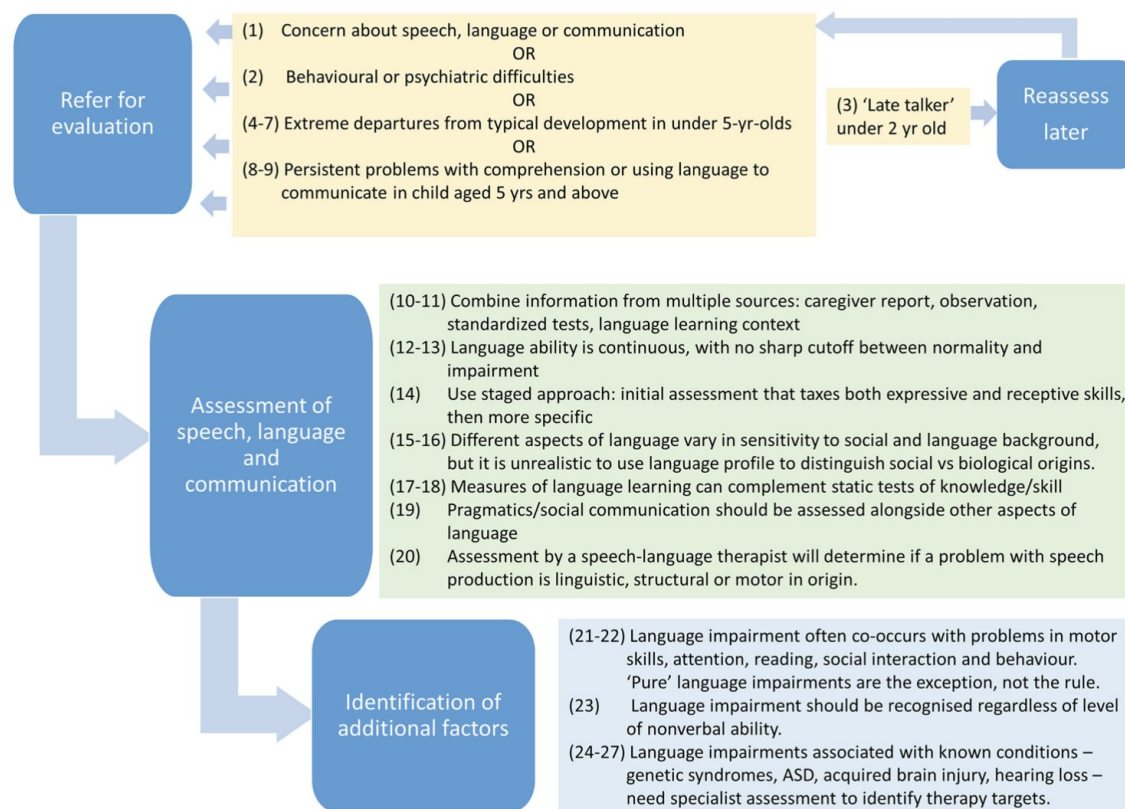 Refer for
evaluation
(1) Concern about speech, language or communication
OR
(2) Behavioural or psychiatric difficulties
OR
(4-7) Extreme departures from typical development in under 5-yr-olds
OR
(8-9) Persistent problems with comprehension or using language to
communicate in child aged 5 yrs and above
(3) ‘Late talker’
under 2 yr old
Reassess
later
Assessment of
speech, language
and
communication
(10-11) Combine information from multiple sources: caregiver report, observation,
standardized tests, language learning context
(12-13) Language ability is continuous, with no sharp cutoff between normality and
impairment
(14) Use staged approach: initial assessment that taxes both expressive and receptive skills,
then more specific
(15-16) Different aspects of language vary in sensitivity to social and language background,
but it is unrealistic to use language profile to distinguish social vs biological origins.
(17-18) Measures of language learning can complement static tests of knowledge/skill
(19) Pragmatics/social communication should be assessed alongside other aspects of
language
(20) Assessment by a speech-language therapist will determine if a problem with speech
production is linguistic, structural or motor in origin.
Identification of
additional factors
(21-22) Language impairment often co-occurs with problems in motor
skills, attention, reading, social interaction and behaviour.
‘Pure’ language impairments are the exception, not the rule.
(23) Language impairment should be recognised regardless of level
of nonverbal ability.
(24-27) Language impairments associated with known conditions –
genetic syndromes, ASD, acquired brain injury, hearing loss –
need specialist assessment to identify therapy targets.